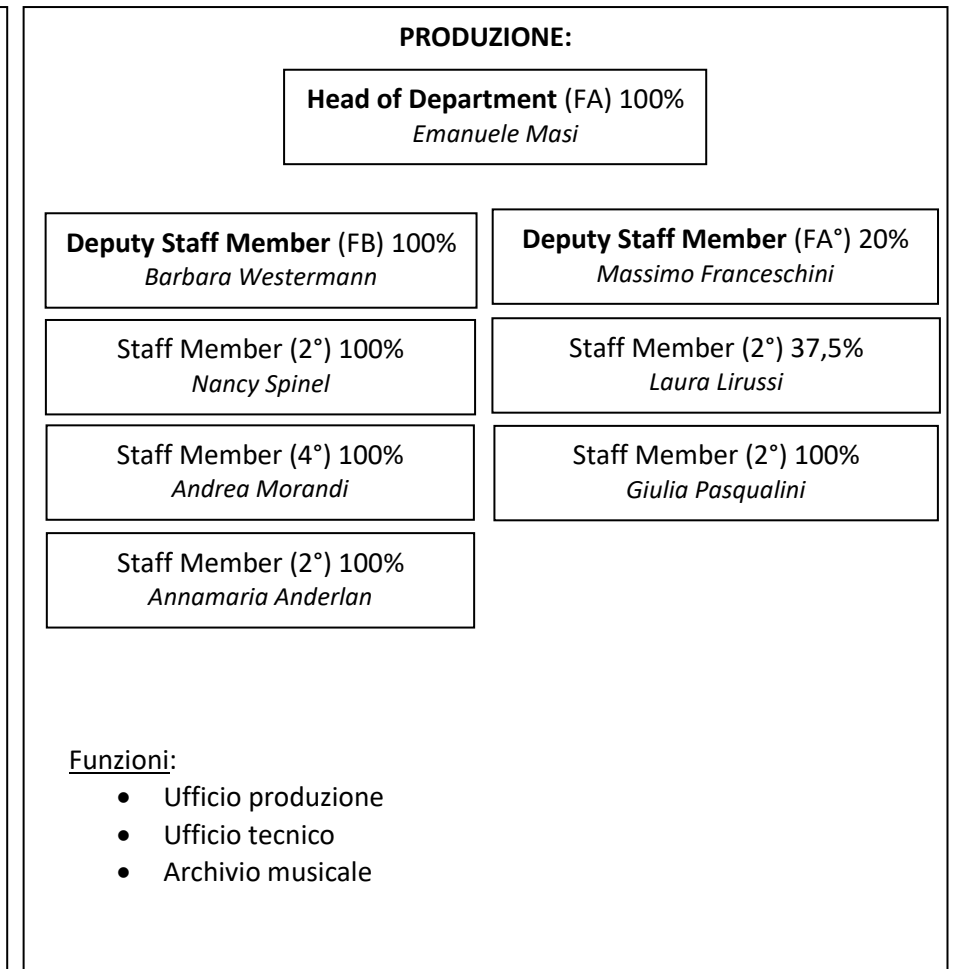 PRODUZIONE:
Head of Department (FA) 100%
Emanuele Masi
Deputy Staff Member (FB) 100%
Barbara Westermann
Deputy Staff Member (FA°) 20%
Massimo Franceschini
Staff Member (2°) 100%
Nancy Spinel
Staff Member (2°) 37,5%
Laura Lirussi
Staff Member (4°) 100%
Andrea Morandi
Staff Member (2°) 100%
Giulia Pasqualini
Staff Member (2°) 100%
Annamaria Anderlan
Funzioni:
• Ufficio produzione
• Ufficio tecnico
• Archivio musicale